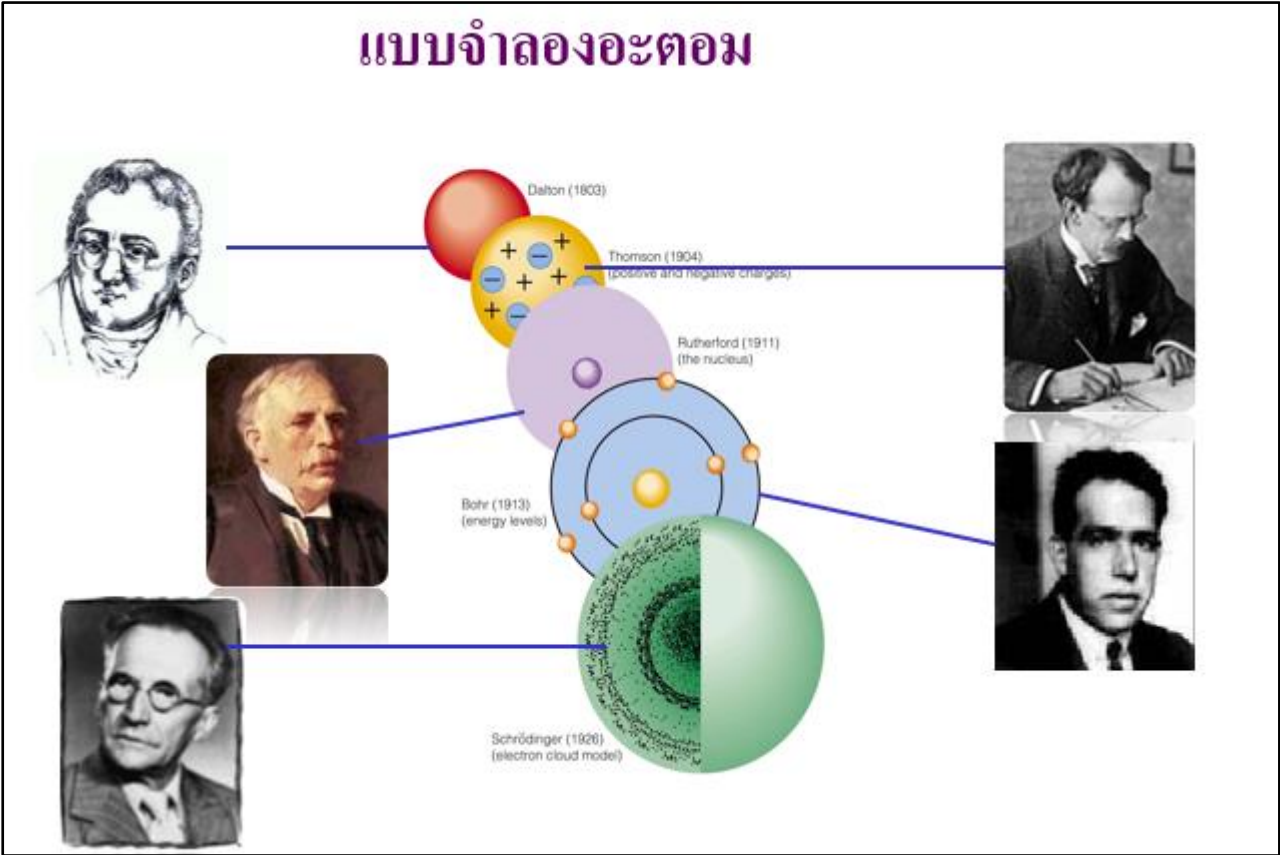 แบบจำลองอะตอม
Dalton (1803)
Thomson (1904)
(positive and negative charges)
Rutherford (1911)
(the nucleus)
Bohr (1913)
(energy levels)
Schrödinger (1926)
(electron cloud model)